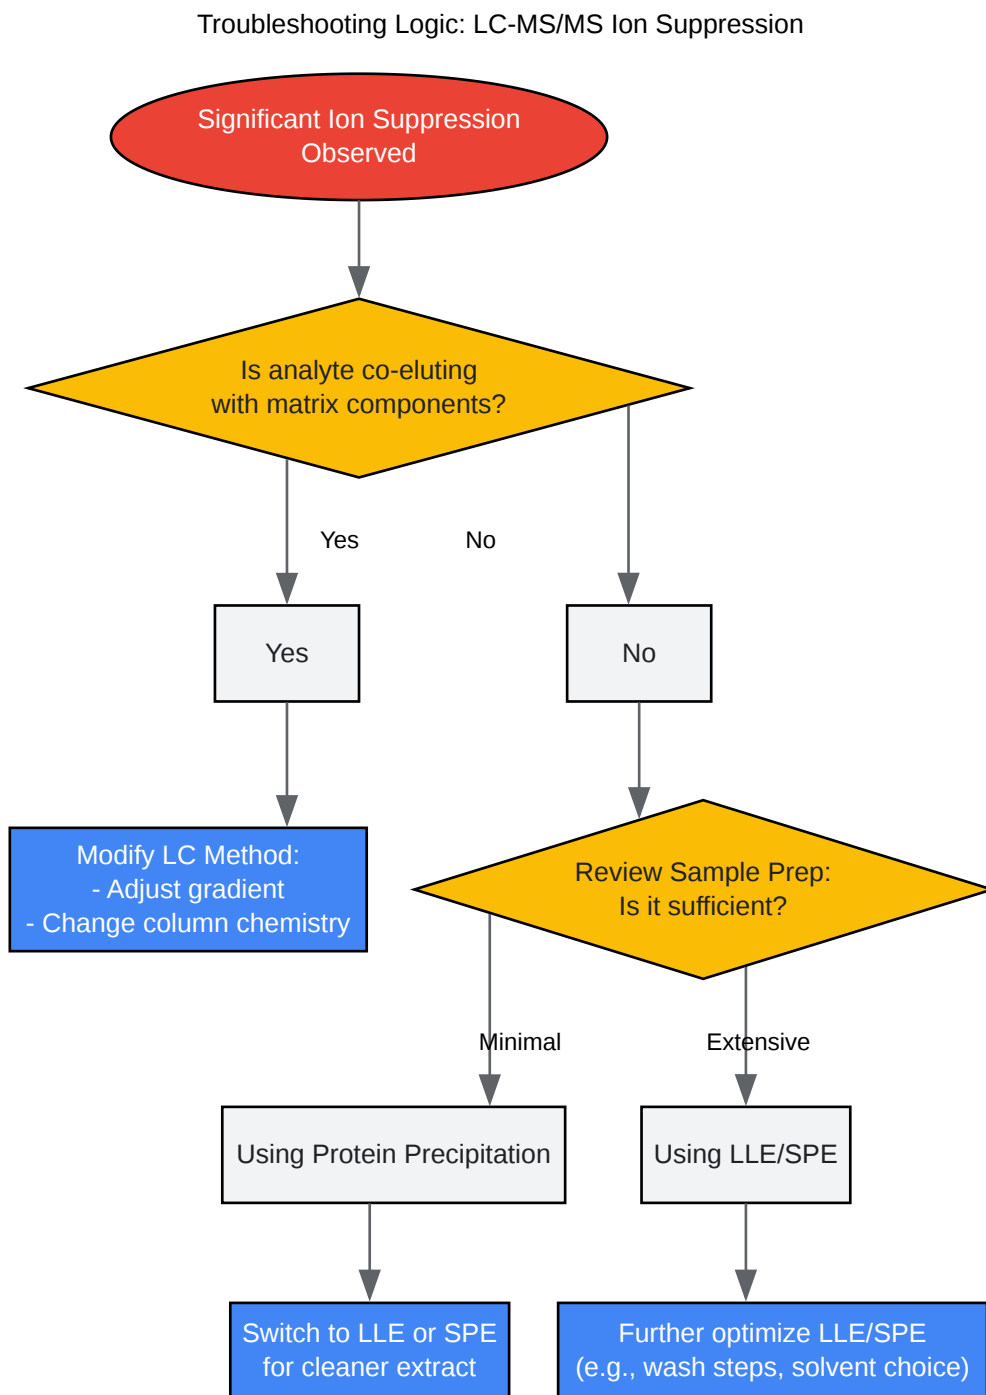 Troubleshooting Logic: LC-MS/MS Ion Suppression
Significant Ion Suppression
Observed
Is analyte co-eluting
with matrix components?
Yes
No
Yes
No
Modify LC Method:
- Adjust gradient
- Change column chemistry
Review Sample Prep:
Is it sufficient?
Minimal
Extensive
Using Protein Precipitation
Using LLE/SPE
Switch to LLE or SPE
for cleaner extract
Further optimize LLE/SPE
(e.g., wash steps, solvent choice)